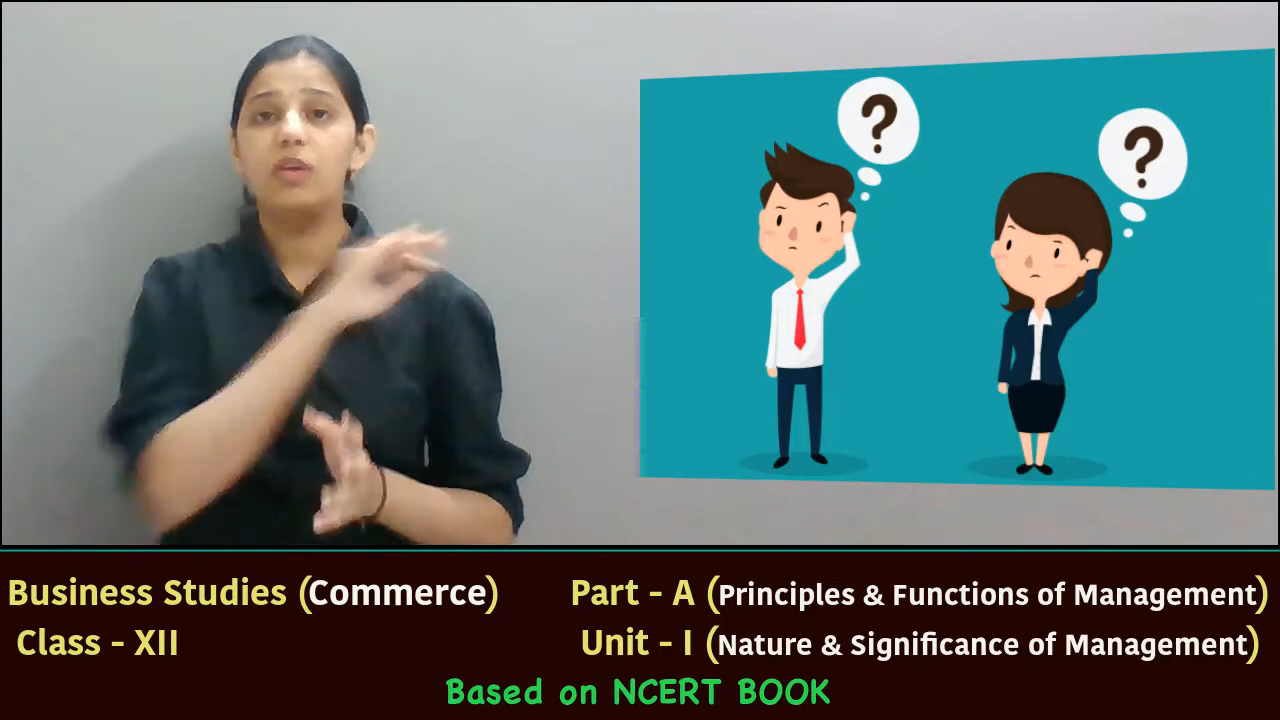 ?
?
Business Studies (Commerce)
Part - A (Principles & Functions of Management)
Class - XII
Unit - I (Nature & Significance of Management)
Based on NCERT BOOK